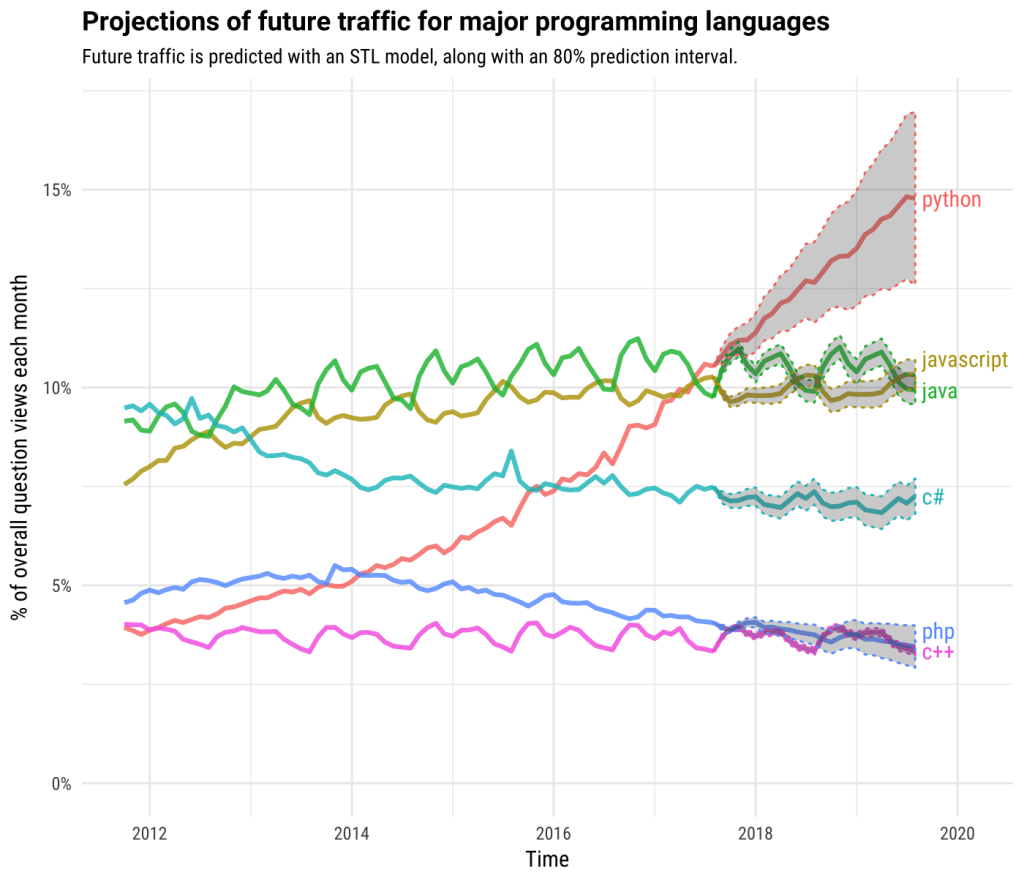 Projections of future traffic for major programming languages
Future traffic is predicted with an STL model, along with an 80% prediction interval.
% of overall question views each month
15%
10%
5%
0%
python
javascript
java
c#
php
c++
2012
2014
2016
2018
2020
Time